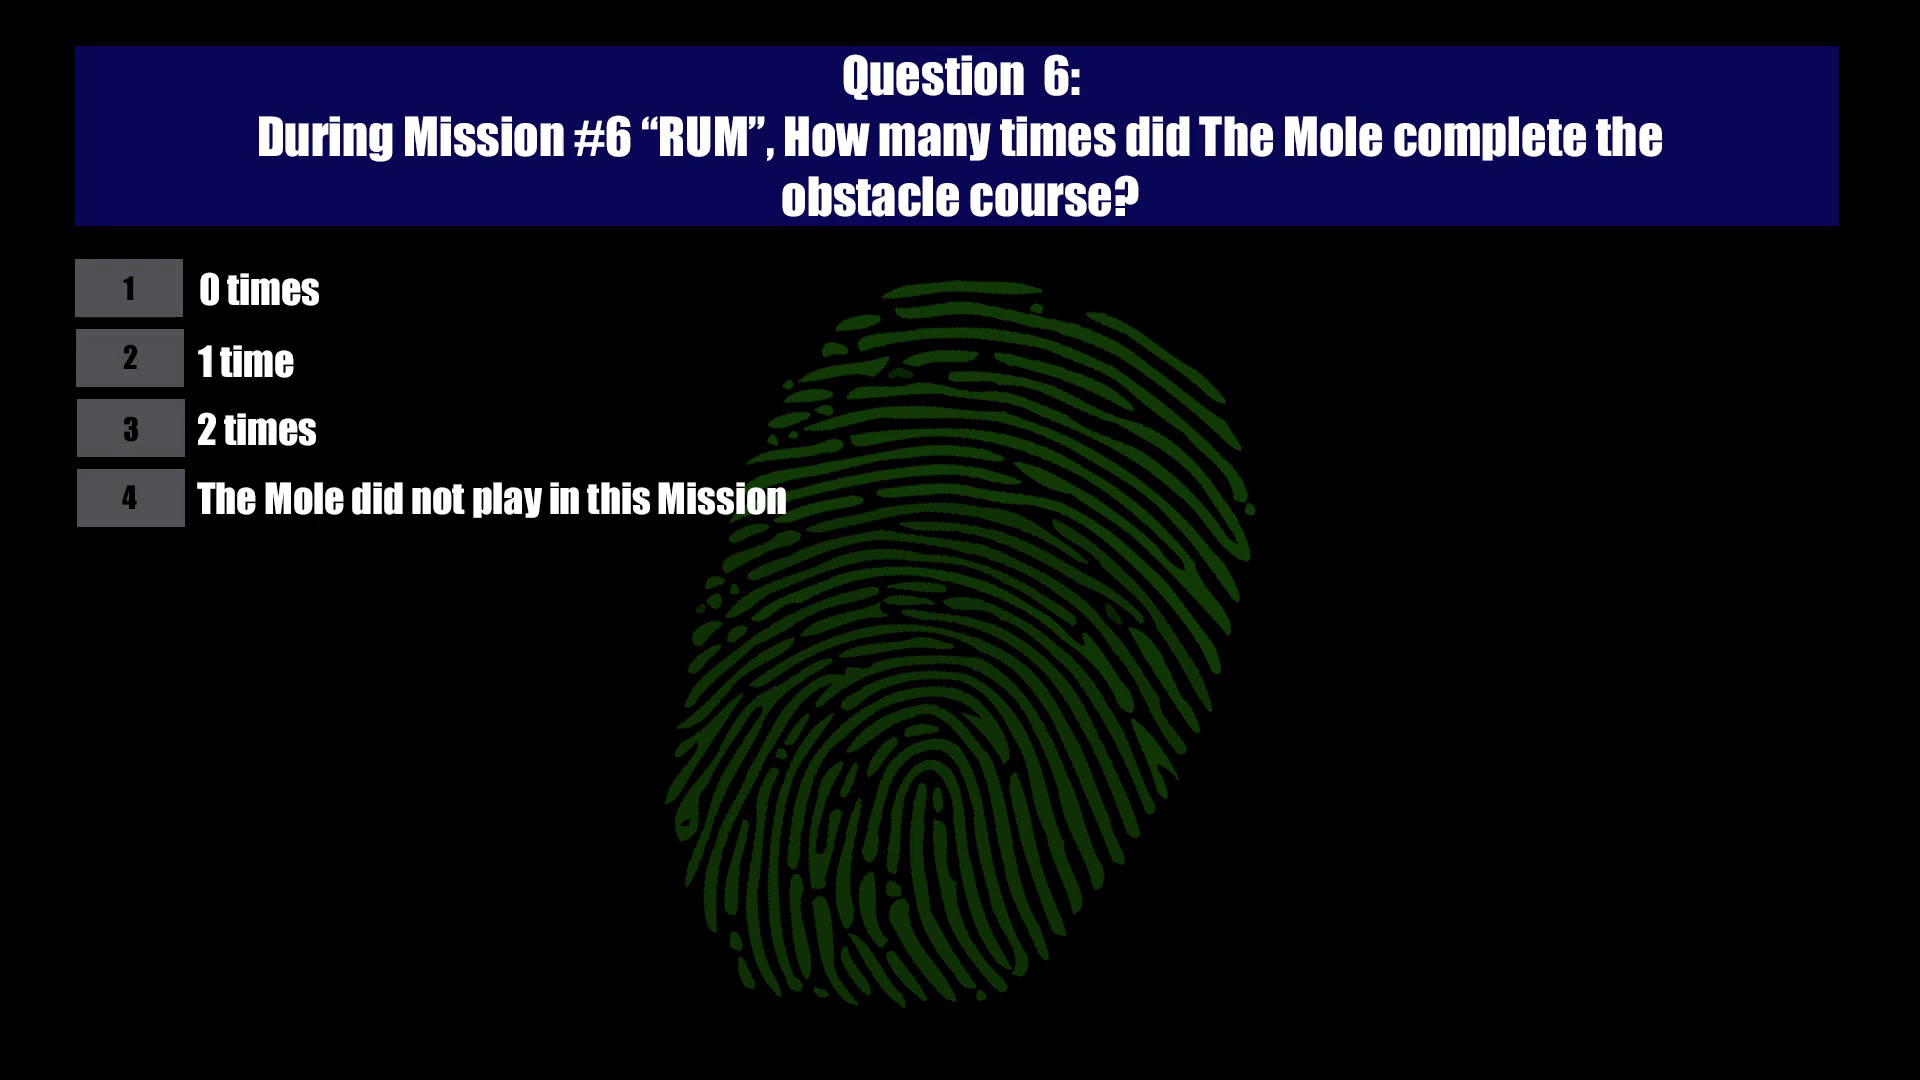 Question 6:
During Mission #6 “RUM”, How many times did The Mole complete the
obstacle course?
1 0 times
2 1 time
3 2 times
4 The Mole did not play in this Mission